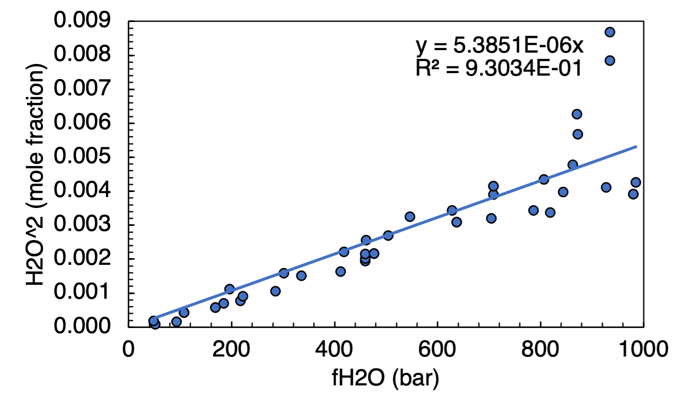 0.009
0.008
0.007
0.006
0.005
0.004
0.003
0.002
0.001
0.000
H2O^2 (mole fraction)
y = 5.3851E-06x
R² = 9.3034E-01
0 200 400 600 800 1000
fH2O (bar)